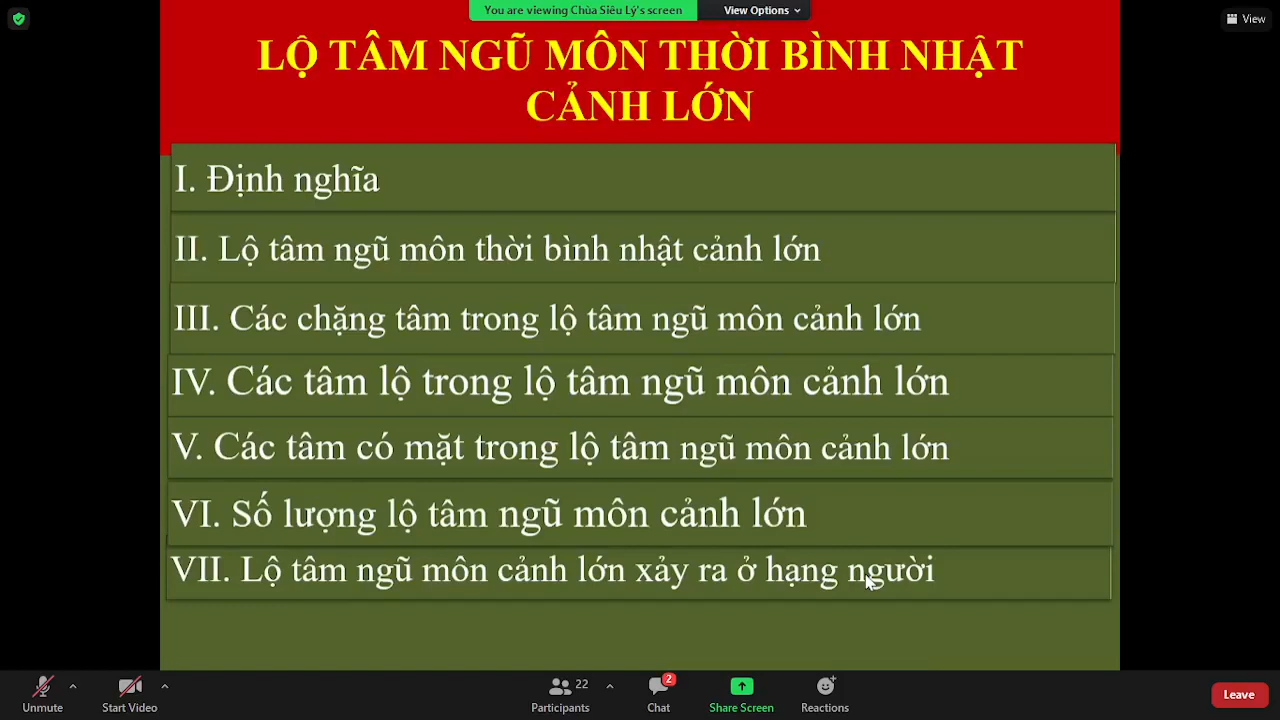 You are viewing Chùa Siêu Lý's screen
View Options
View
LỘ TÂM NGŨ MÔN THỜI BÌNH NHẬT
CẢNH LỚN
I. Định nghĩa
II. Lộ tâm ngũ môn thời bình nhật cảnh lớn
III. Các chặng tâm trong lộ tâm ngũ môn cảnh lớn
IV. Các tâm lộ trong lộ tâm ngũ môn cảnh lớn
V. Các tâm có mặt trong lộ tâm ngũ môn cảnh lớn
VI. Số lượng lộ tâm ngũ môn cảnh lớn
VII. Lộ tâm ngũ môn cảnh lớn xảy ra ở hạng người
22
2
Unmute
Start Video
Participants
Chat
Share Screen
Reactions
Leave